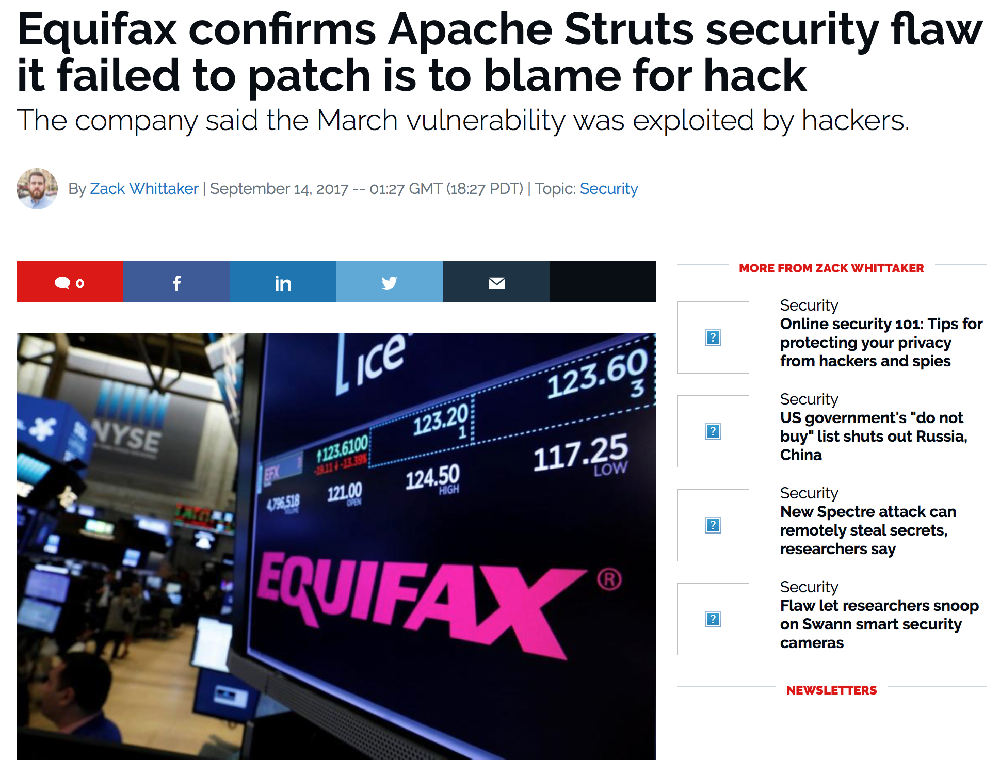 Equifax confirms Apache Struts security flaw
it failed to patch is to blame for hack
The company said the March vulnerability was exploited by hackers.
By Zack Whittaker | September 14, 2017 -- 01:27 GMT (18:27 PDT) | Topic: Security
0
f
in
MORE FROM ZACK WHITTAKER
Security
Online security 101: Tips for
protecting your privacy
from hackers and spies
Security
US government's "do not
buy" list shuts out Russia,
China
Security
New Spectre attack can
remotely steal secrets,
researchers say
Security
Flaw let researchers snoop
on Swann smart security
cameras
NEWSLETTERS
ICE
NYSE
123.60
3
123.20
1
EFX
123.6100
-19.11 -13.39%
117.25
LOW
124.50
HIGH
121.00
OPEN
4,796,518
VOLUME
EQUIFAX ®